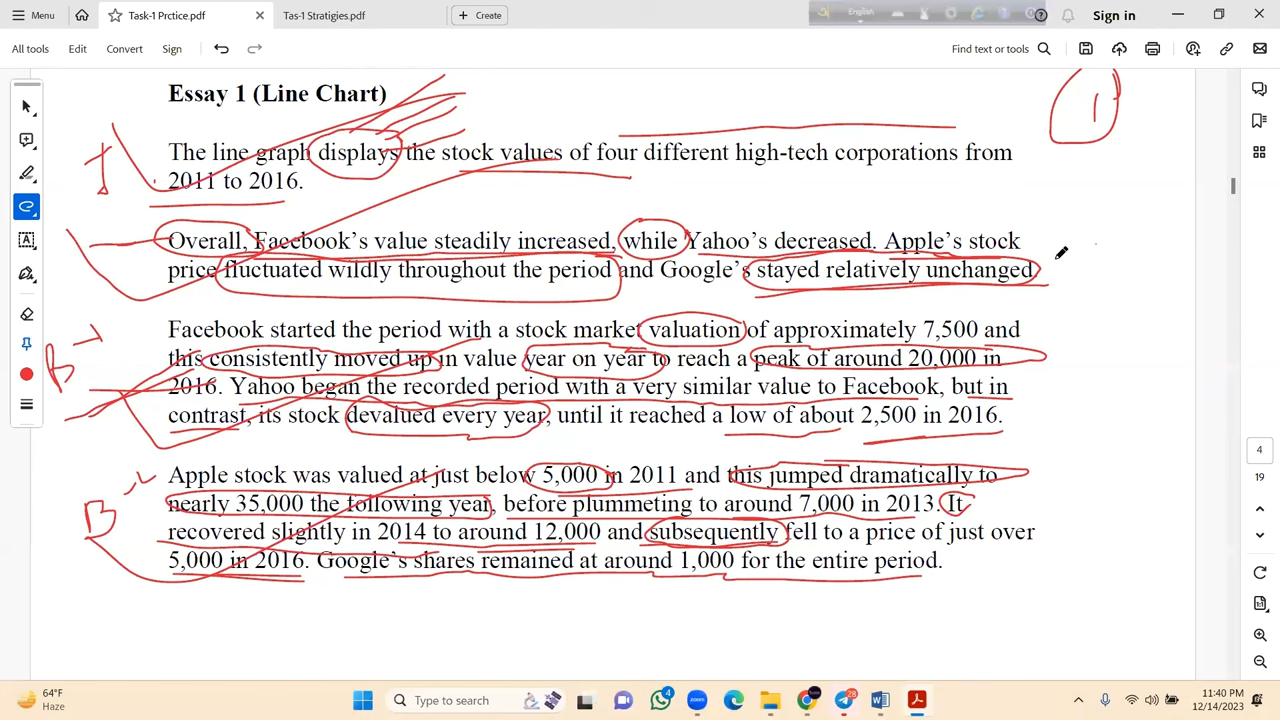 Menu
Task-1 Prctice.pdf
Tas-1 Stratigies.pdf
Create
English
Sign in
All tools
Edit
Convert
Sign
Find text or tools
Essay 1 (Line Chart)
1
I
The line graph displays the stock values of four different high-tech corporations from
2011 to 2016.
Overall, Facebook’s value steadily increased, while Yahoo’s decreased. Apple’s stock
price fluctuated wildly throughout the period and Google’s stayed relatively unchanged
Facebook started the period with a stock market valuation of approximately 7,500 and
this consistently moved up in value year on year to reach a peak of around 20,000 in
2016. Yahoo began the recorded period with a very similar value to Facebook, but in
contrast, its stock devalued every year, until it reached a low of about 2,500 in 2016.
B
Apple stock was valued at just below 5,000 in 2011 and this jumped dramatically to
nearly 35,000 the following year, before plummeting to around 7,000 in 2013. It
recovered slightly in 2014 to around 12,000 and subsequently fell to a price of just over
5,000 in 2016. Google’s shares remained at around 1,000 for the entire period.
B
4
19
64°F
Haze
Type to search
4
28
11:40 PM
12/14/2023